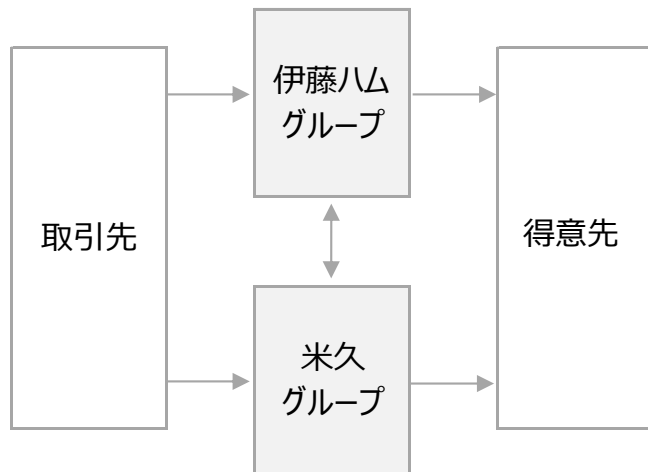 取引先
伊藤ハム
グループ
米久
グループ
得意先